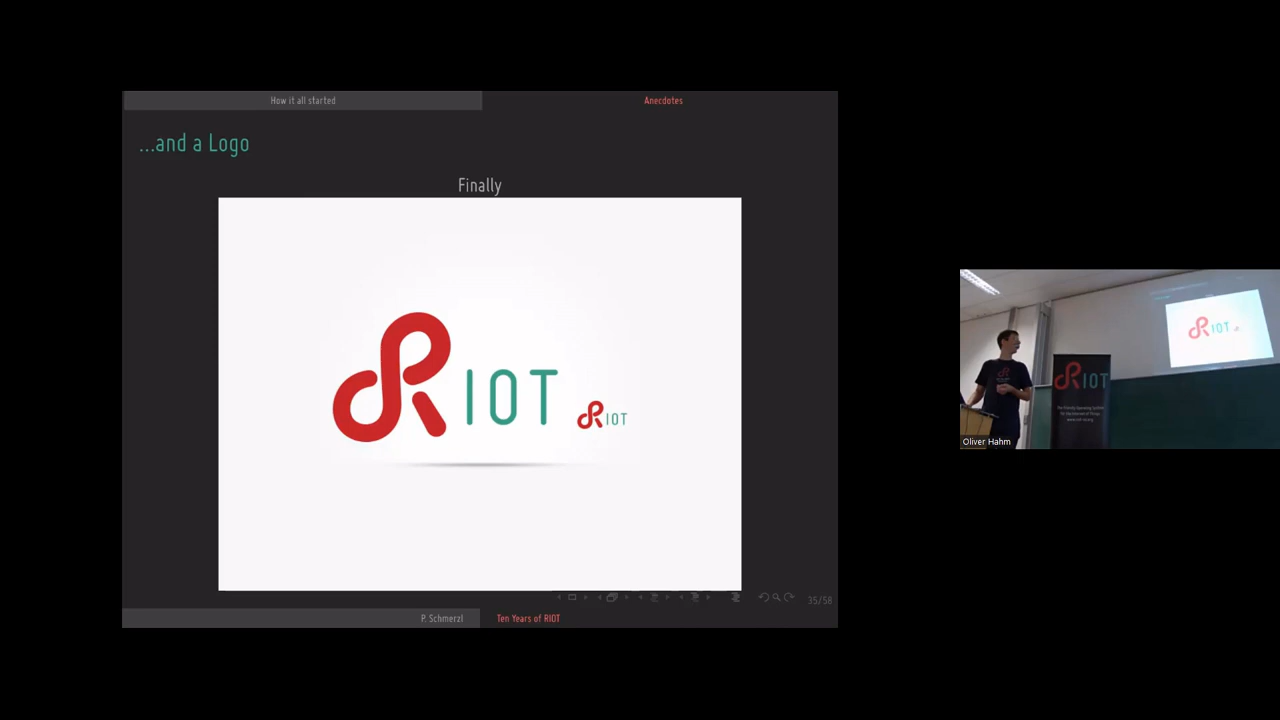 How it all started
Anecdotes
...and a Logo
Finally
RIOT
RIOT
35/58
P. Schmerzl
Ten Years of RIOT
RIOT
RIOT
Oliver Hahm